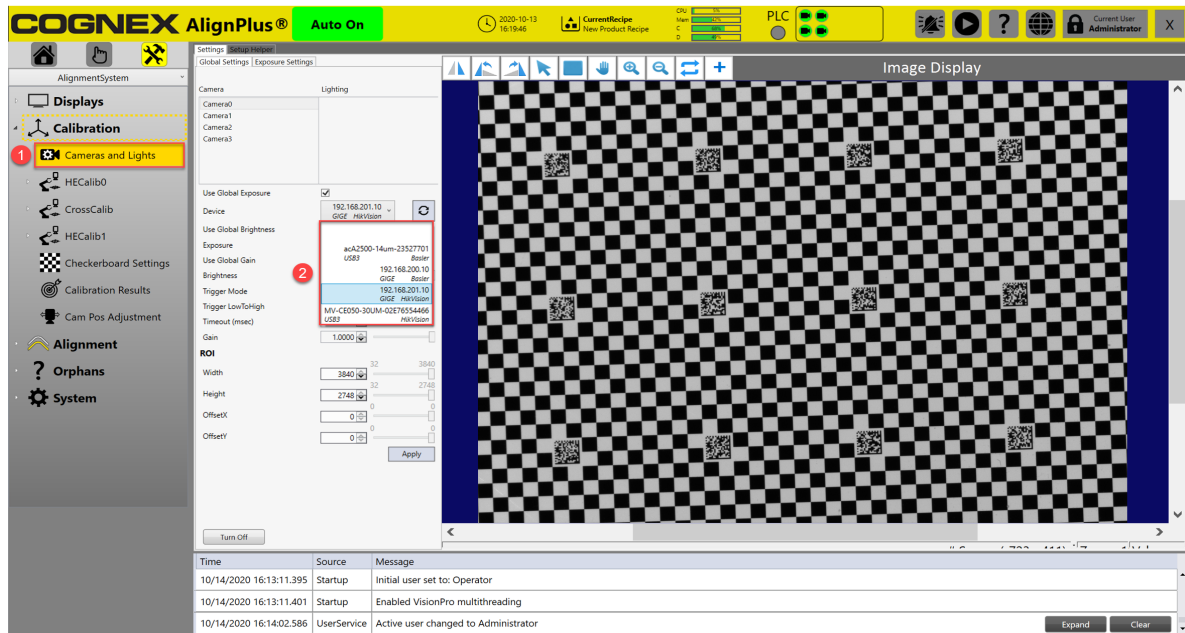 COGNEX AlignPlus®
Auto On
2020-10-13
16:19:46
CurrentRecipe
New Product Recipe
CPU 5%
Mem
C
D
PLC
?
Current User
Administrator
X
AlignmentSystem
Displays
Calibration
1
Cameras and Lights
HECalib0
CrossCalib
HECalib1
Checkerboard Settings
Calibration Results
Cam Pos Adjustment
Alignment
? Orphans
System
Settings Setup Helper
Global Settings Exposure Settings
Camera Lighting
Camera0
Camera1
Camera2
Camera3
Use Global Exposure
Device 192.168.201.10
GIGE HikVision
Use Global Brightness
Exposure
Use Global Gain
Brightness
Trigger Mode
Trigger LowToHigh
Timeout (msec)
2
acA2500-14um-23527701
USB3 Basler
192.168.200.10
GIGE Basler
192.168.201.10
GIGE HikVision
MV-CE050-30UM-02E76554466
USB3 HikVision
Gain 1.0000
ROI
32 3840
Width 3840
32 2748
Height 2748
0 0
OffsetX 0
0 0
OffsetY 0
Apply
Turn Off
Image Display
Time Source Message
10/14/2020 16:13:11.395 Startup Initial user set to: Operator
10/14/2020 16:13:11.401 Startup Enabled VisionPro multithreading
10/14/2020 16:14:02.586 UserService Active user changed to Administrator
Expand Clear